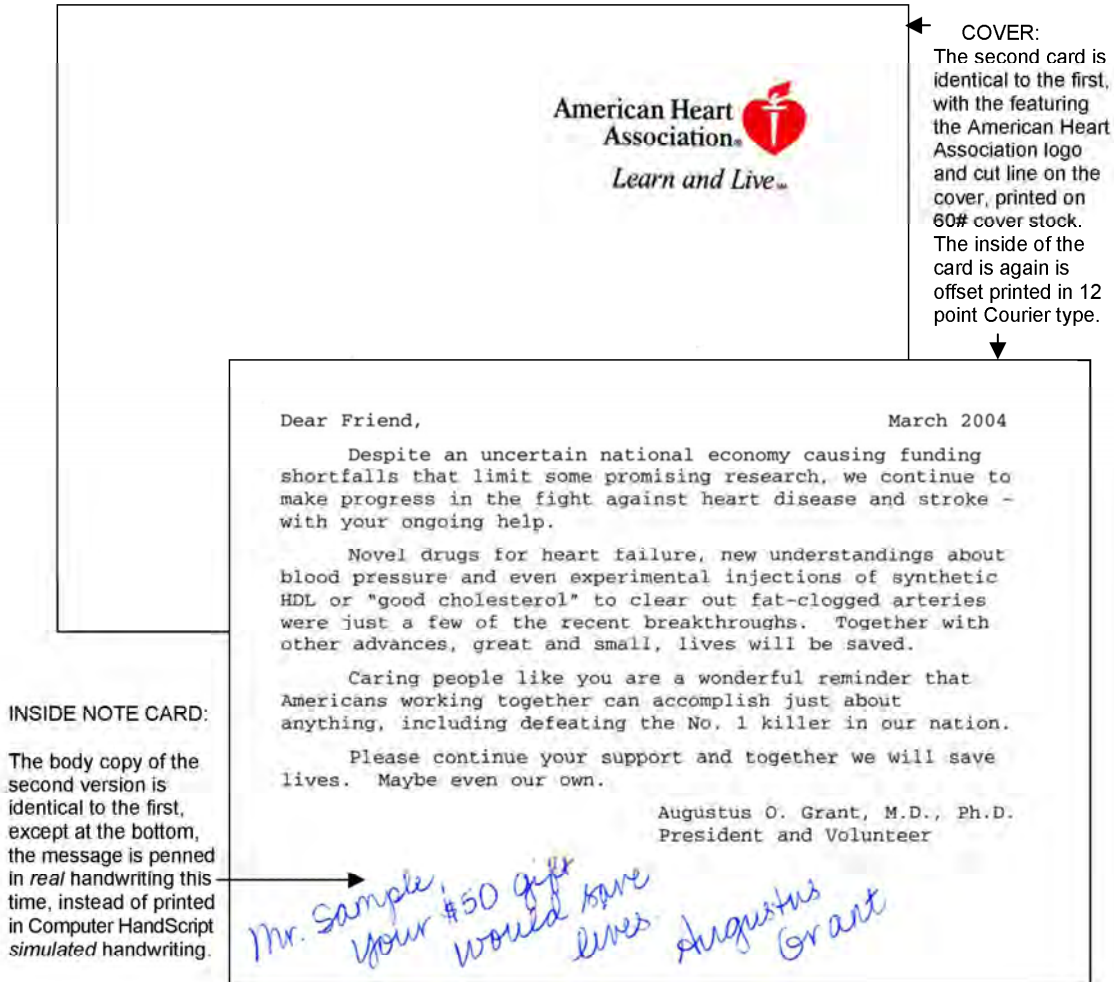 American Heart
Association®
Learn and Live℠
COVER:
The second card is
identical to the first,
with the featuring
the American Heart
Association logo
and cut line on the
cover, printed on
60# cover stock.
The inside of the
card is again is
offset printed in 12
point Courier type.
Dear Friend, March 2004
Despite an uncertain national economy causing funding
shortfalls that limit some promising research, we continue to
make progress in the fight against heart disease and stroke –
with your ongoing help.
Novel drugs for heart failure, new understandings about
blood pressure and even experimental injections of synthetic
HDL or "good cholesterol" to clear out fat-clogged arteries
were just a few of the recent breakthroughs. Together with
other advances, great and small, lives will be saved.
Caring people like you are a wonderful reminder that
Americans working together can accomplish just about
anything, including defeating the No. 1 killer in our nation.
Please continue your support and together we will save
lives. Maybe even our own.
Augustus O. Grant, M.D., Ph.D.
President and Volunteer
Mr. Sample,
your $50 gift
would save
lives.
Augustus
Grant
INSIDE NOTE CARD:
The body copy of the
second version is
identical to the first,
except at the bottom,
the message is penned
in real handwriting this
time, instead of printed
in Computer HandScript
simulated handwriting.